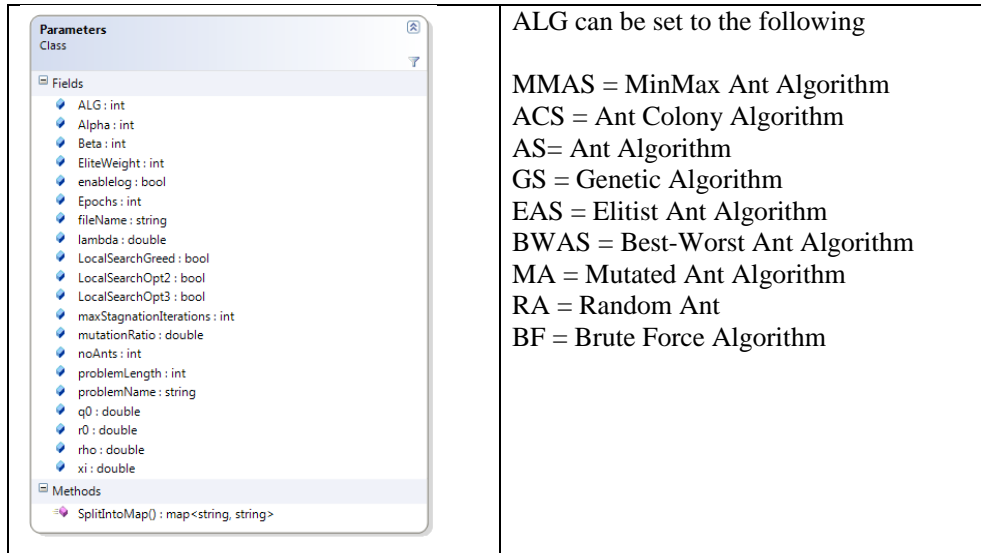 Parameters
Class
Fields
ALG : int
Alpha : int
Beta : int
EliteWeight : int
enablelog : bool
Epochs : int
fileName : string
lambda : double
LocalSearchGreed : bool
LocalSearchOpt2 : bool
LocalSearchOpt3 : bool
maxStagnationIterations : int
mutationRatio : double
noAnts : int
problemLength : int
problemName : string
q0 : double
r0 : double
rho : double
xi : double
Methods
SplitIntoMap() : map<string, string>
ALG can be set to the following
MMAS = MinMax Ant Algorithm
ACS = Ant Colony Algorithm
AS= Ant Algorithm
GS = Genetic Algorithm
EAS = Elitist Ant Algorithm
BWAS = Best-Worst Ant Algorithm
MA = Mutated Ant Algorithm
RA = Random Ant
BF = Brute Force Algorithm